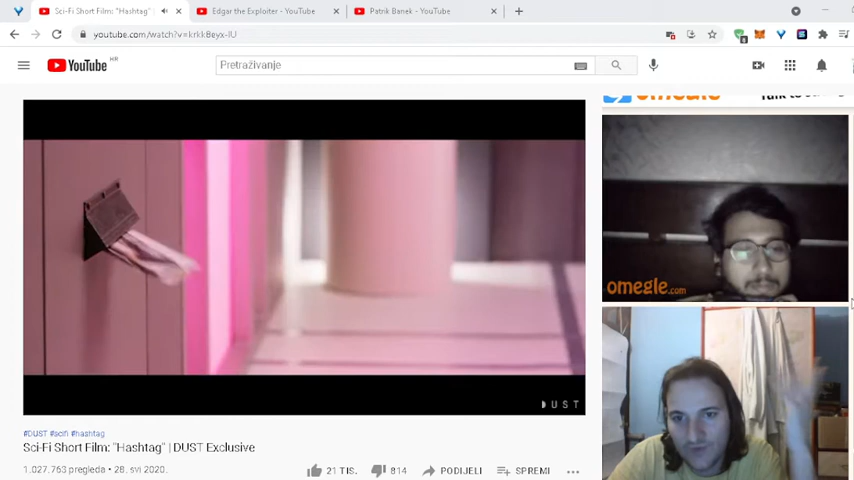 Sci-Fi Short Film: "Hashtag"
Edgar the Exploiter - YouTube
Patrik Banek - YouTube
youtube.com/watch?v=krkk8eyx-IU
YouTube HR
Pretraživanje
omegle
omegle.com
DUST
#DUST #scifi #hashtag
Sci-Fi Short Film: "Hashtag" | DUST Exclusive
1.027.763 pregleda • 28. svi 2020.
21 TIS.
814
PODIJELI
SPREMI